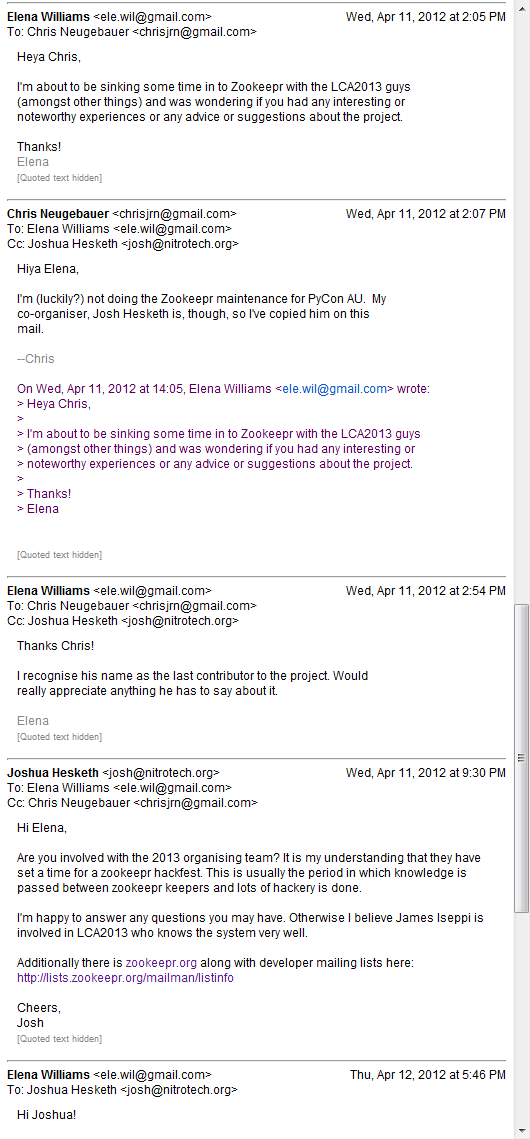 Elena Williams <ele.wil@gmail.com> Wed, Apr 11, 2012 at 2:05 PM
To: Chris Neugebauer <chrisjrn@gmail.com>
Heya Chris,
I'm about to be sinking some time in to Zookeepr with the LCA2013 guys
(amongst other things) and was wondering if you had any interesting or
noteworthy experiences or any advice or suggestions about the project.
Thanks!
Elena
[Quoted text hidden]
Chris Neugebauer <chrisjrn@gmail.com> Wed, Apr 11, 2012 at 2:07 PM
To: Elena Williams <ele.wil@gmail.com>
Cc: Joshua Hesketh <josh@nitrotech.org>
Hiya Elena,
I'm (luckily?) not doing the Zookeepr maintenance for PyCon AU.  My
co-organiser, Josh Hesketh is, though, so I've copied him on this
mail.
--Chris
On Wed, Apr 11, 2012 at 14:05, Elena Williams <ele.wil@gmail.com> wrote:
> Heya Chris,
>
> I'm about to be sinking some time in to Zookeepr with the LCA2013 guys
> (amongst other things) and was wondering if you had any interesting or
> noteworthy experiences or any advice or suggestions about the project.
>
> Thanks!
> Elena
[Quoted text hidden]
Elena Williams <ele.wil@gmail.com> Wed, Apr 11, 2012 at 2:54 PM
To: Chris Neugebauer <chrisjrn@gmail.com>
Cc: Joshua Hesketh <josh@nitrotech.org>
Thanks Chris!
I recognise his name as the last contributor to the project. Would
really appreciate anything he has to say about it.
Elena
[Quoted text hidden]
Joshua Hesketh <josh@nitrotech.org> Wed, Apr 11, 2012 at 9:30 PM
To: Elena Williams <ele.wil@gmail.com>
Cc: Chris Neugebauer <chrisjrn@gmail.com>
Hi Elena,
Are you involved with the 2013 organising team? It is my understanding that they have
set a time for a zookeepr hackfest. This is usually the period in which knowledge is
passed between zookeepr keepers and lots of hackery is done.
I'm happy to answer any questions you may have. Otherwise I believe James Iseppi is
involved in LCA2013 who knows the system very well.
Additionally there is zookeepr.org along with developer mailing lists here:
http://lists.zookeepr.org/mailman/listinfo
Cheers,
Josh
[Quoted text hidden]
Elena Williams <ele.wil@gmail.com> Thu, Apr 12, 2012 at 5:46 PM
To: Joshua Hesketh <josh@nitrotech.org>
Hi Joshua!